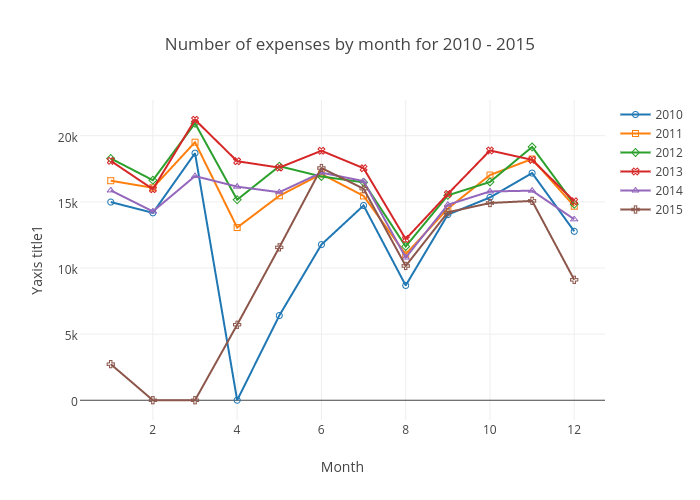 Number of expenses by month for 2010 - 2015
2010
2011
2012
2013
2014
2015
20k
15k
10k
5k
0
Yaxis title1
2
4
6
8
10
12
Month